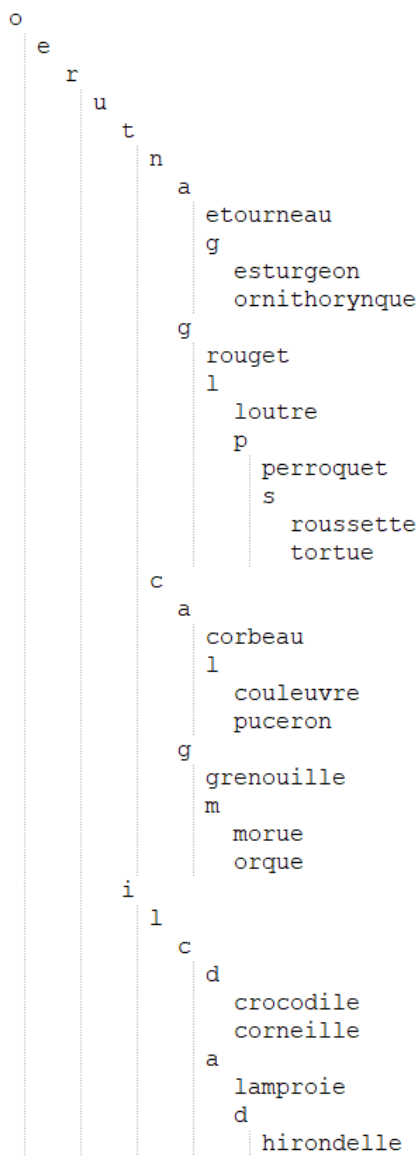 o
e
r
u
t
n
a
etourneau
g
esturgeon
ornithorynque
g
rouget
l
loutre
p
perroquet
s
roussette
tortue
c
a
corbeau
l
couleuvre
puceron
g
grenouille
m
morue
orque
i
l
c
d
crocodile
corneille
a
lamproie
d
hirondelle